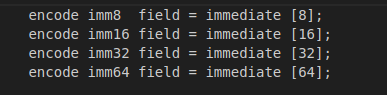 encode imm8  field = immediate [8];
encode imm16 field = immediate [16];
encode imm32 field = immediate [32];
encode imm64 field = immediate [64];